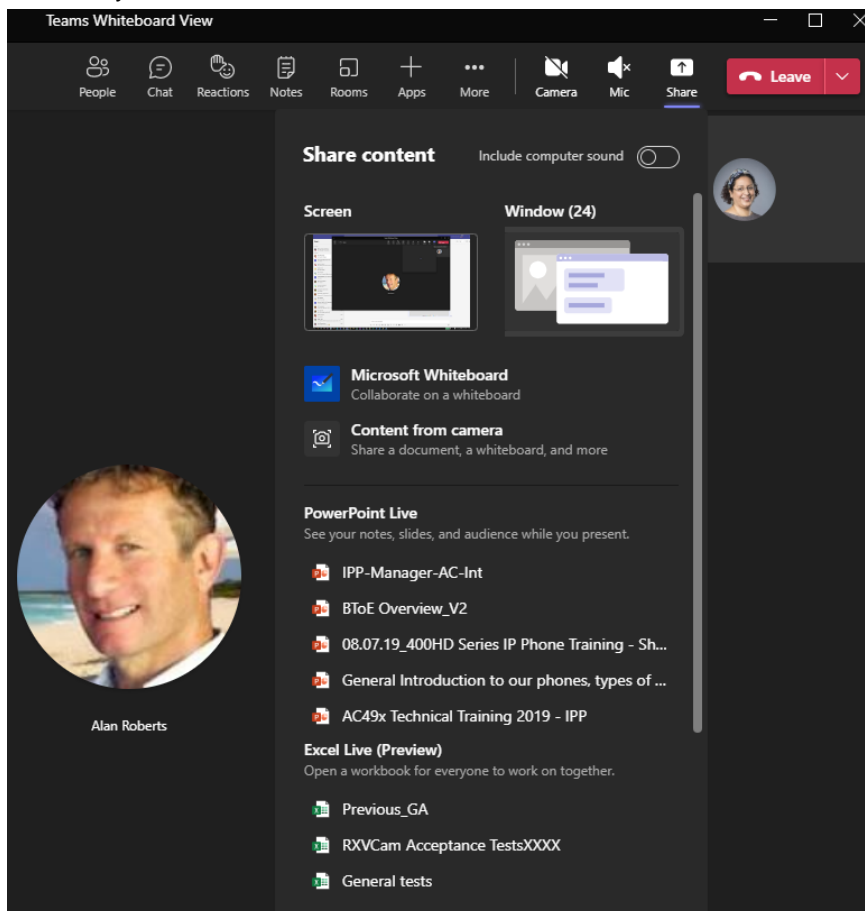 Teams Whiteboard View
People Chat Reactions Notes Rooms Apps More Camera Mic Share Leave
Share content Include computer sound
Screen Window (24)
Microsoft Whiteboard
Collaborate on a whiteboard
Content from camera
Share a document, a whiteboard, and more
PowerPoint Live
See your notes, slides, and audience while you present.
IPP-Manager-AC-Int
BToE Overview_V2
08.07.19_400HD Series IP Phone Training - Sh...
General Introduction to our phones, types of ...
AC49x Technical Training 2019 - IPP
Alan Roberts
Excel Live (Preview)
Open a workbook for everyone to work on together.
Previous_GA
RXVCam Acceptance TestsXXXX
General tests